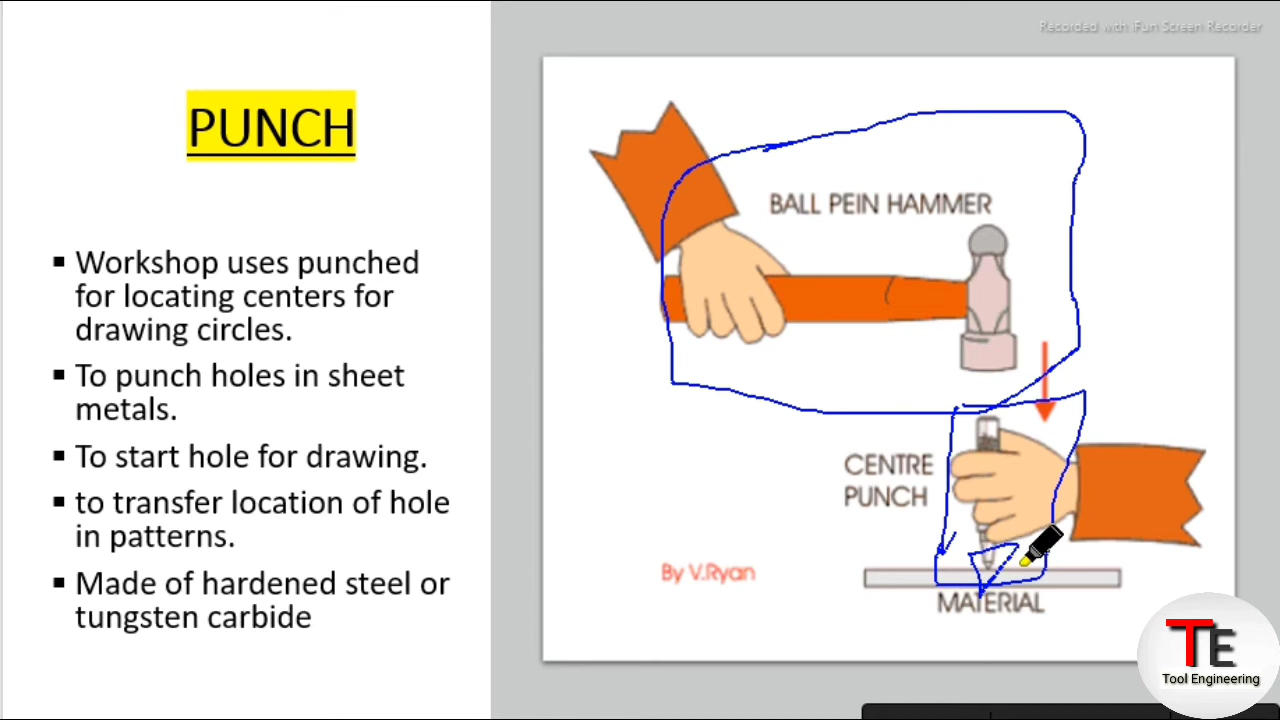 Recorded with iFun Screen Recorder
PUNCH
▪ Workshop uses punched
for locating centers for
drawing circles.
▪ To punch holes in sheet
metals.
▪ To start hole for drawing.
▪ to transfer location of hole
in patterns.
▪ Made of hardened steel or
tungsten carbide
BALL PEIN HAMMER
CENTRE
PUNCH
By V.Ryan
MATERIAL
TE
Tool Engineering